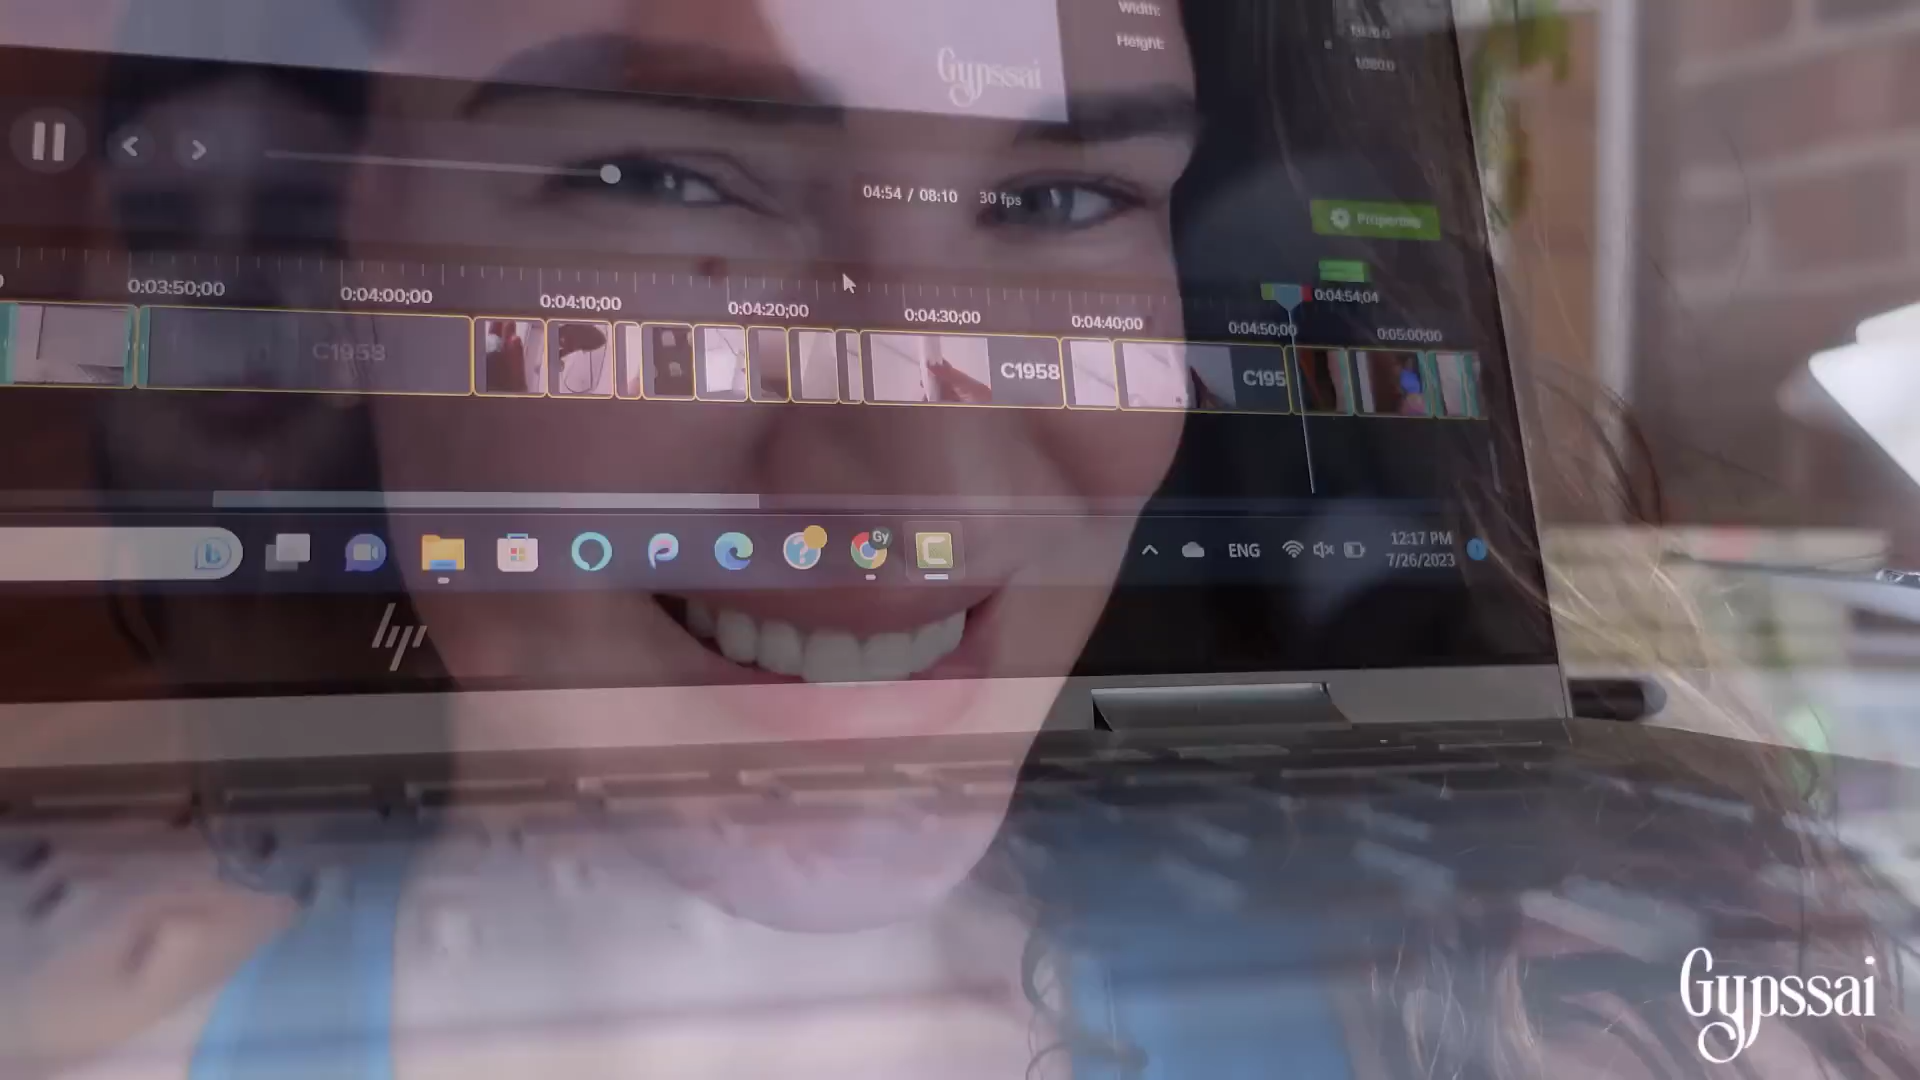 Width:
Height:
1080.0
Gypssai
04:54 / 08:10 30 fps
Properties
0:03:50;00
0:04:00;00
0:04:10;00
0:04:20;00
0:04:30;00
0:04:40;00
0:04:50;00
0:04:54;04
0:05:00;00
C1958
C1958
C195
Gy
ENG
12:17 PM
7/26/2023
hp
Gypssai